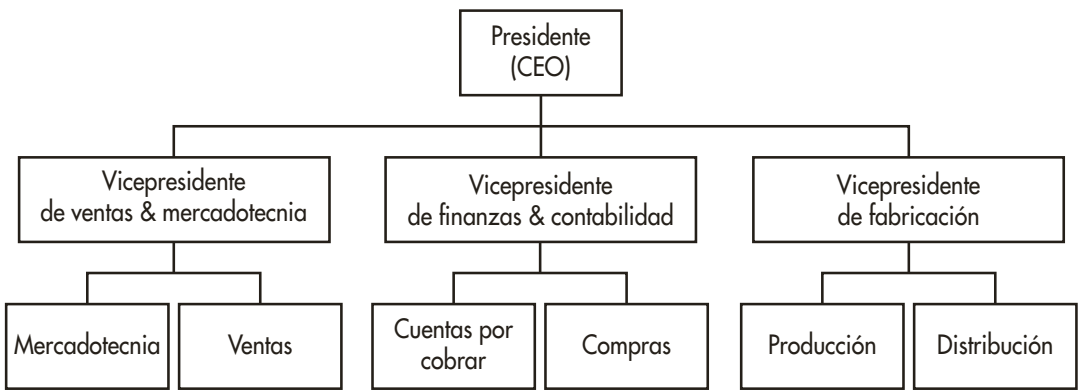 Presidente
(CEO)
Vicepresidente
de ventas & mercadotecnia
Vicepresidente
de finanzas & contabilidad
Vicepresidente
de fabricación
Mercadotecnia
Ventas
Cuentas por
cobrar
Compras
Producción
Distribución